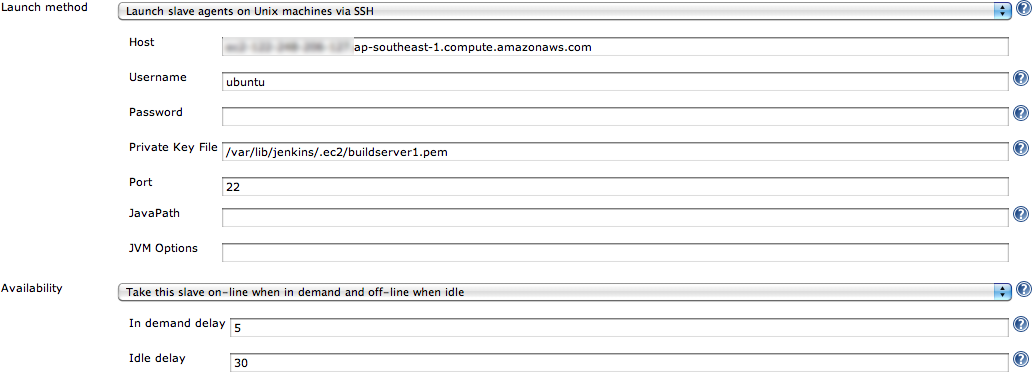 Launch method Launch slave agents on Unix machines via SSH
Host .ap-southeast-1.compute.amazonaws.com
Username ubuntu
Password
Private Key File /var/lib/jenkins/.ec2/buildserver1.pem
Port 22
JavaPath
JVM Options
Availability Take this slave on-line when in demand and off-line when idle
In demand delay 5
Idle delay 30